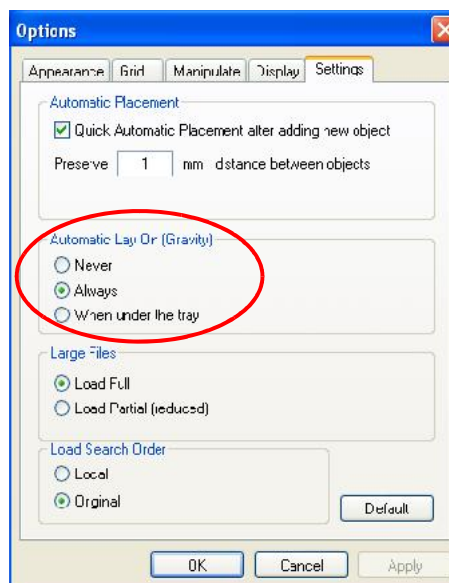 Options
Appearance Grid Manipulate Display Settings
Automatic Placement
Quick Automatic Placement after adding new object
Preserve 1 mm distance between objects
Automatic Lay On (Gravity)
Never
Always
When under the tray
Large Files
Load Full
Load Partial (reduced)
Load Search Order
Local
Orginal
Default
OK Cancel Apply